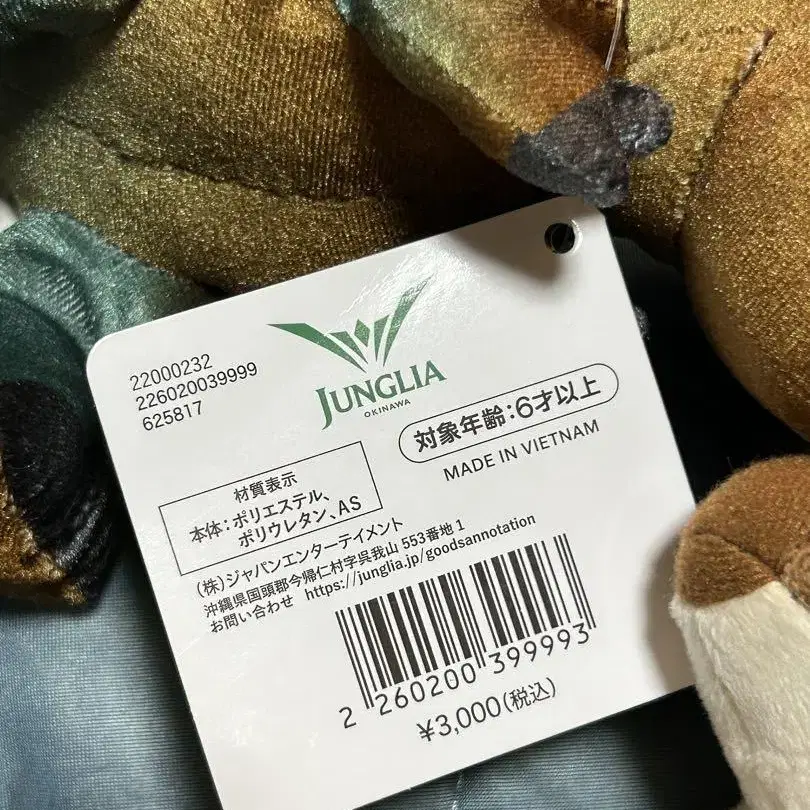 22000232
226020039999
625817
JUNGLIA
OKINAWA
対象年齢:6才以上
MADE IN VIETNAM
材質表示
本体:ポリエステル、
ポリウレタン、AS
(株)ジャパンエンターテイメント
沖縄県国頭郡今帰仁村字呉我山 553番地 1
お問い合わせ https://junglia.jp/goodsannotation
2 260200 399993
¥3,000(税込)